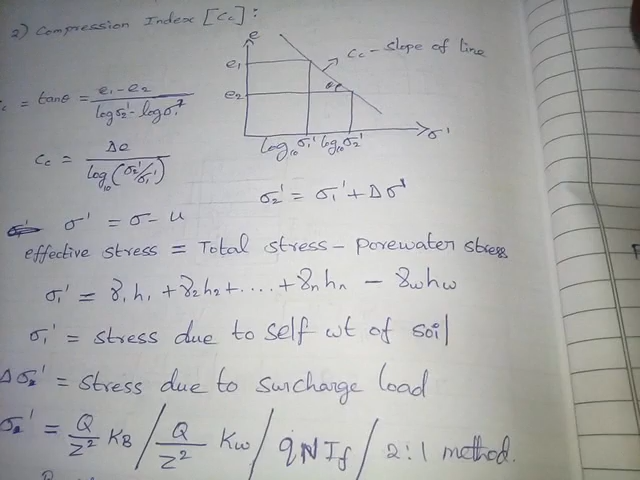 2) Compression Index [Cc] :
e
e1
e2
θ
Cc - slope of line
log10 σ1' log10 σ2' → σ'
c = tanθ = e1 - e2 / log σ2' - log σ1'
Cc = Δe / log10 (σ2'/σ1')
σ2' = σ1' + Δσ'
σ' = σ - u
effective stress = Total stress - porewater stress
σ1' = γ1h1 + γ2h2 + .... + γnhn - γwhw
σ1' = stress due to self wt of soil
Δσ2' = stress due to surcharge load
σ2' = Q/z² KB / Q/z² Kw / qN If / 2:1 method.